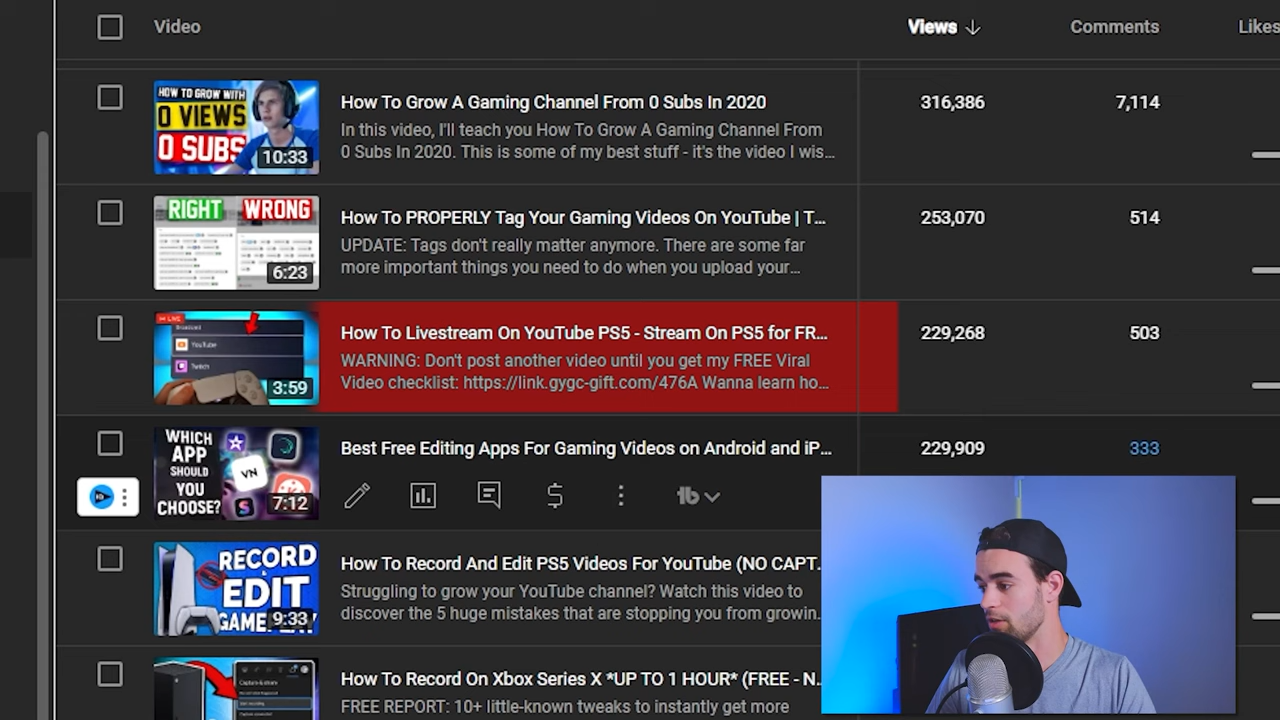 Video
Views
Comments
Likes
HOW TO GROW WITH
0 VIEWS
0 SUBS
10:33
How To Grow A Gaming Channel From 0 Subs In 2020
In this video, I'll teach you How To Grow A Gaming Channel From
0 Subs In 2020. This is some of my best stuff - it's the video I wis...
316,386
7,114
RIGHT WRONG
6:23
How To PROPERLY Tag Your Gaming Videos On YouTube | T...
UPDATE: Tags don't really matter anymore. There are some far
more important things you need to do when you upload your...
253,070
514
LIVE
Broadcast
YouTube
Twitch
3:59
How To Livestream On YouTube PS5 - Stream On PS5 for FR...
WARNING: Don't post another video until you get my FREE Viral
Video checklist: https://link.gygc-gift.com/476A Wanna learn ho...
229,268
503
WHICH
APP
SHOULD
YOU
CHOOSE?
VN
7:12
Best Free Editing Apps For Gaming Videos on Android and iP...
tb
229,909
333
RECORD
&
EDIT
GAMEPLAY
9:33
How To Record And Edit PS5 Videos For YouTube (NO CAPT...
Struggling to grow your YouTube channel? Watch this video to
discover the 5 huge mistakes that are stopping you from growin...
Capture & share
How To Record On Xbox Series X *UP TO 1 HOUR* (FREE - N...
FREE REPORT: 10+ little-known tweaks to instantly get more